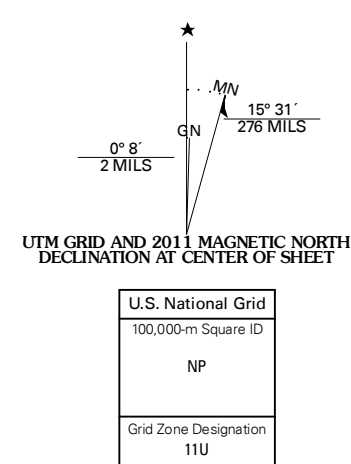 ★
MN
GN
15° 31´
276 MILS
0° 8´
2 MILS
UTM GRID AND 2011 MAGNETIC NORTH
DECLINATION AT CENTER OF SHEET
U.S. National Grid
100,000-m Square ID
NP
Grid Zone Designation
11U